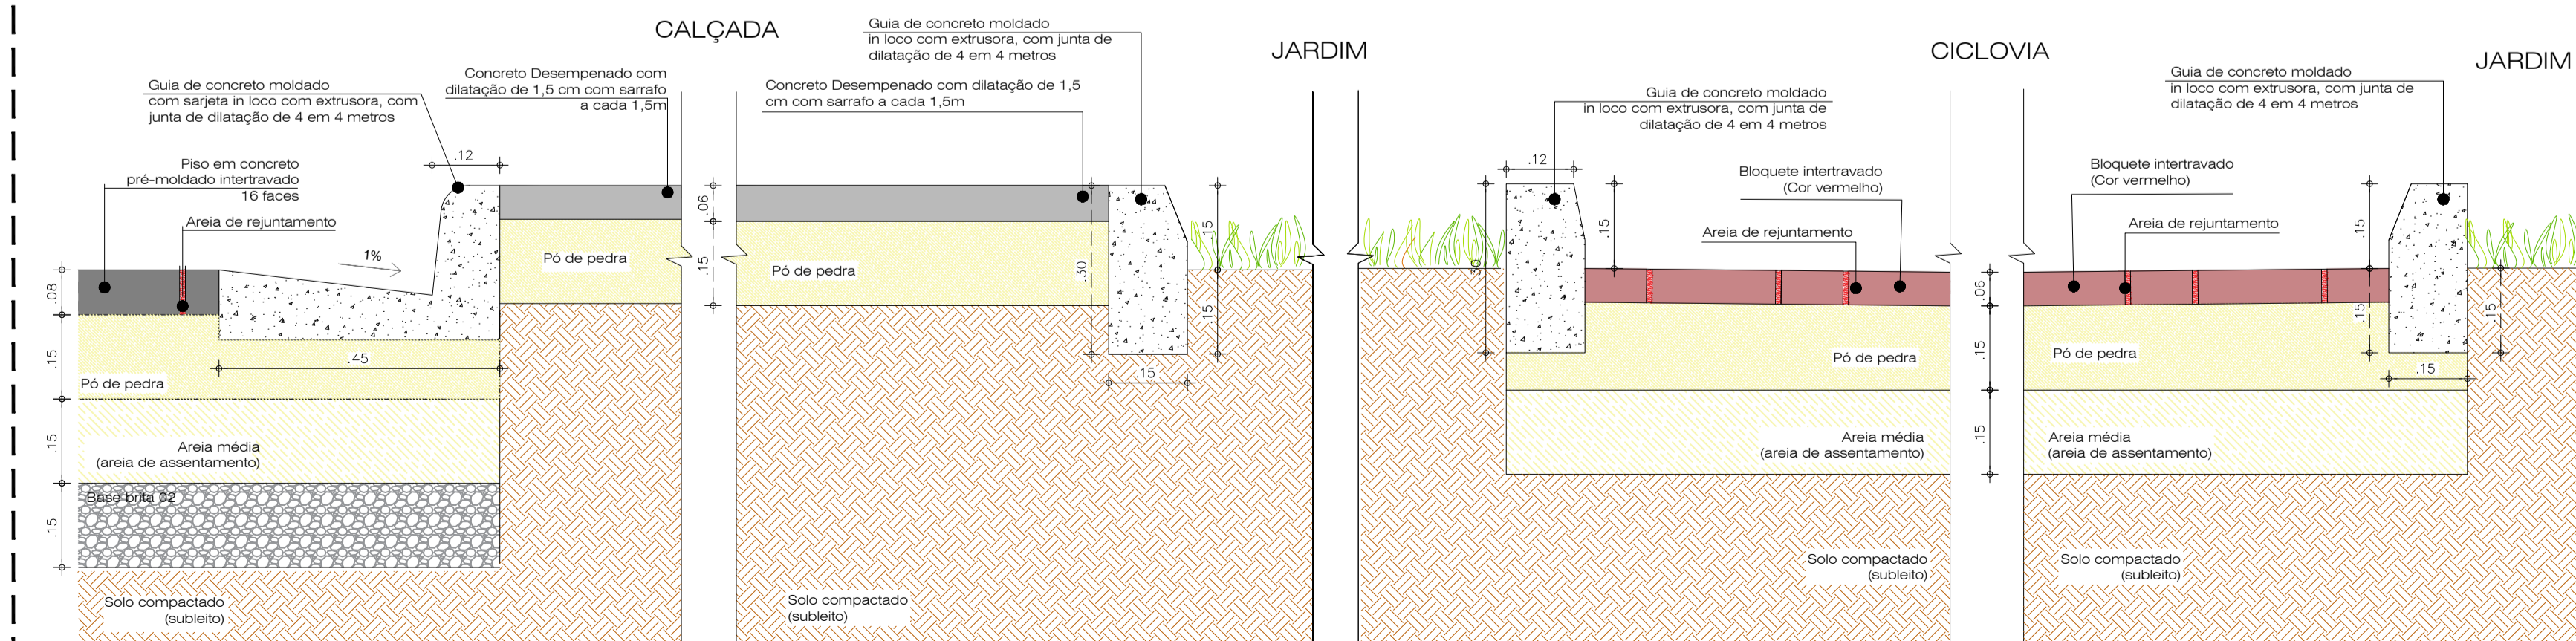 CALÇADA
JARDIM
CICLOVIA
JARDIM
Guia de concreto moldado
com sarjeta in loco com extrusora, com
junta de dilatação de 4 em 4 metros
Piso em concreto
pré-moldado intertravado
16 faces
Areia de rejuntamento
1%
.12
.08
.15
.15
.15
.45
Pó de pedra
Areia média
(areia de assentamento)
Base brita 02
Solo compactado
(subleito)
Concreto Desempenado com
dilatação de 1,5 cm com sarrafo
a cada 1,5m
Pó de pedra
.06
.15
Guia de concreto moldado
in loco com extrusora, com junta de
dilatação de 4 em 4 metros
Concreto Desempenado com dilatação de 1,5
cm com sarrafo a cada 1,5m
Pó de pedra
.30
.15
.15
.15
Solo compactado
(subleito)
Guia de concreto moldado
in loco com extrusora, com junta de
dilatação de 4 em 4 metros
.12
.30
.15
Bloquete intertravado
(Cor vermelho)
Areia de rejuntamento
Pó de pedra
Areia média
(areia de assentamento)
Solo compactado
(subleito)
.06
.15
.15
Guia de concreto moldado
in loco com extrusora, com junta de
dilatação de 4 em 4 metros
Bloquete intertravado
(Cor vermelho)
Areia de rejuntamento
.15
.15
.15
.15
Pó de pedra
Areia média
(areia de assentamento)
Solo compactado
(subleito)